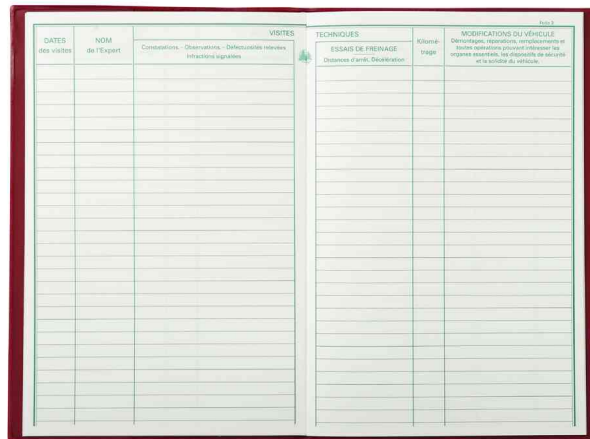 DATES
des visites
NOM
de l'Expert
VISITES
Constatations. - Observations. - Défectuosités relevées
Infractions signalées
TECHNIQUES
ESSAIS DE FREINAGE
Distances d'arrêt, Décélération
Kilomé-
trage
Folio 3
MODIFICATIONS DU VÉHICULE
Démontages, réparations, remplacements et
toutes opérations pouvant intéresser les
organes essentiels, les dispositifs de sécurité
et la solidité du véhicule.